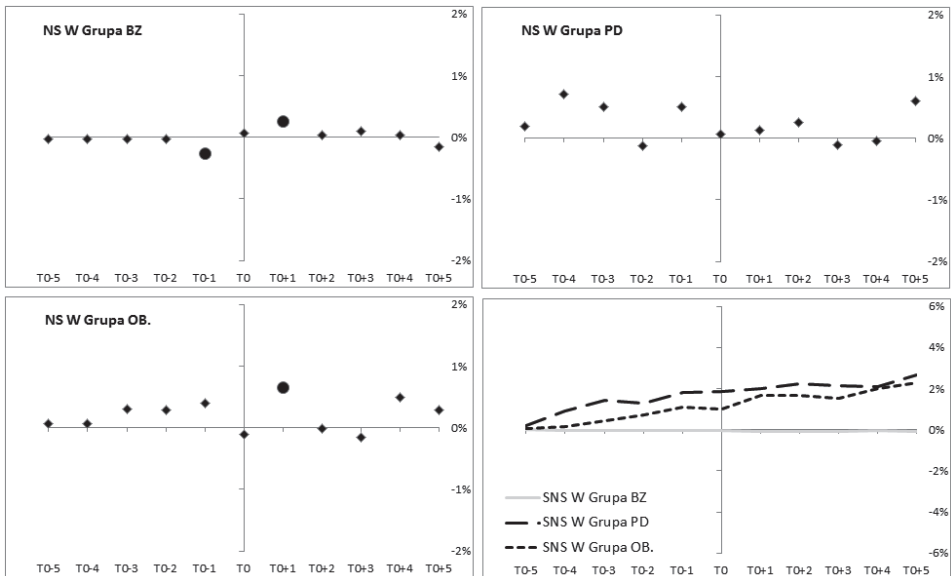 NS W Grupa BZ
2%
1%
0%
-1%
-2%
T0-5 T0-4 T0-3 T0-2 T0-1 T0 T0+1 T0+2 T0+3 T0+4 T0+5
NS W Grupa PD
2%
1%
0%
-1%
-2%
T0-5 T0-4 T0-3 T0-2 T0-1 T0 T0+1 T0+2 T0+3 T0+4 T0+5
NS W Grupa OB.
2%
1%
0%
-1%
-2%
T0-5 T0-4 T0-3 T0-2 T0-1 T0 T0+1 T0+2 T0+3 T0+4 T0+5
6%
4%
2%
0%
-2%
-4%
-6%
SNS W Grupa BZ
SNS W Grupa PD
SNS W Grupa OB.
T0-5 T0-4 T0-3 T0-2 T0-1 T0 T0+1 T0+2 T0+3 T0+4 T0+5